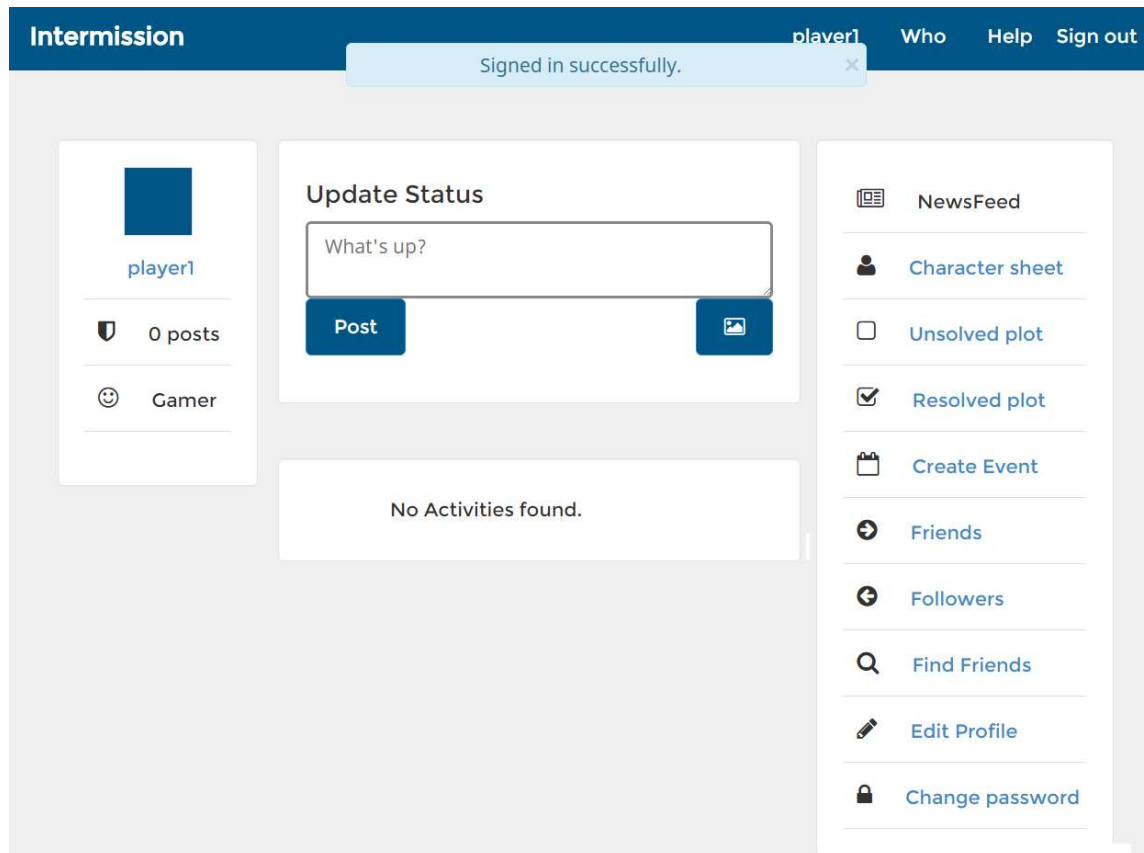 Intermission player1 Who Help Sign out
Signed in successfully. ×
player1
0 posts
Gamer
Update Status
What's up?
Post
No Activities found.
NewsFeed
Character sheet
Unsolved plot
Resolved plot
Create Event
Friends
Followers
Find Friends
Edit Profile
Change password